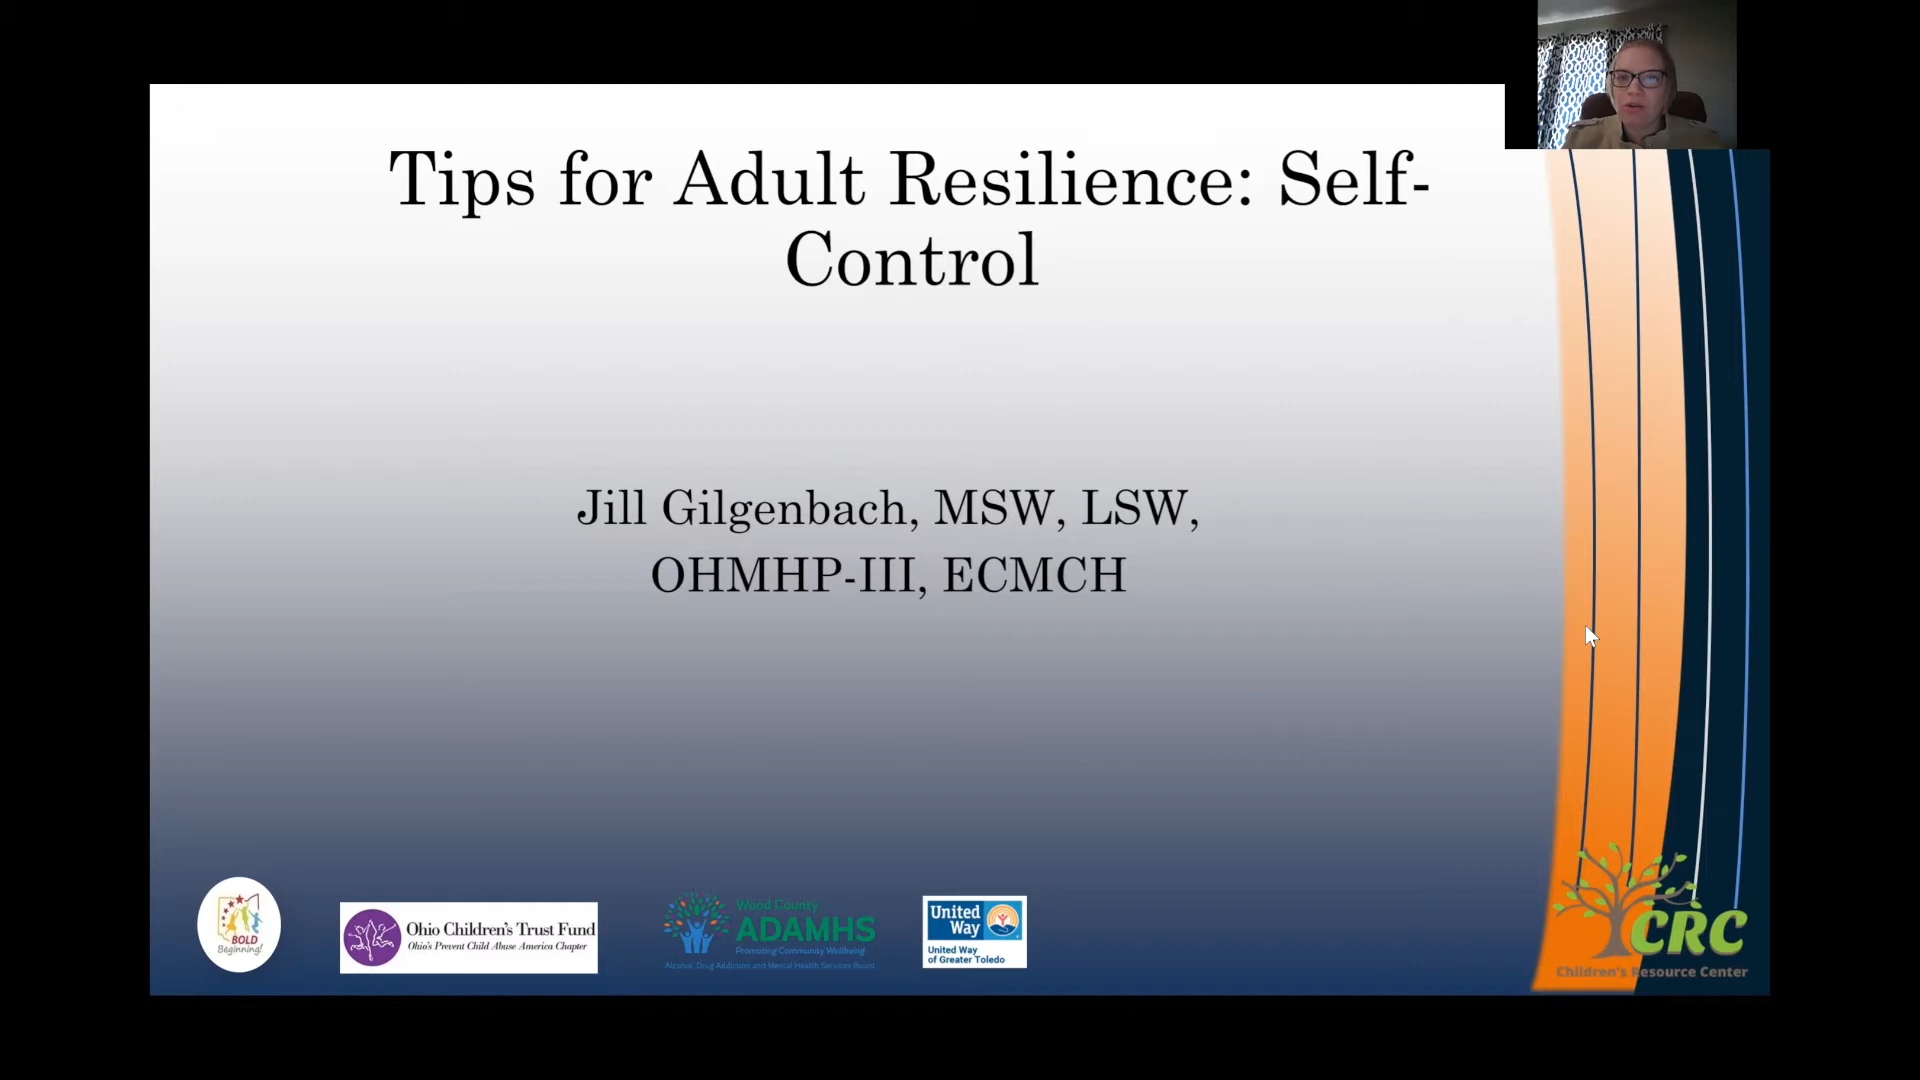 Tips for Adult Resilience: Self-
Control
Jill Gilgenbach, MSW, LSW,
OHMHP-III, ECMCH
BOLD
Beginning!
Ohio Children's Trust Fund
Ohio's Prevent Child Abuse America Chapter
Wood County
ADAMHS
Promoting Community Wellbeing
Alcohol, Drug Addiction and Mental Health Services Board
United
Way
United Way
of Greater Toledo
CRC
Children's Resource Center